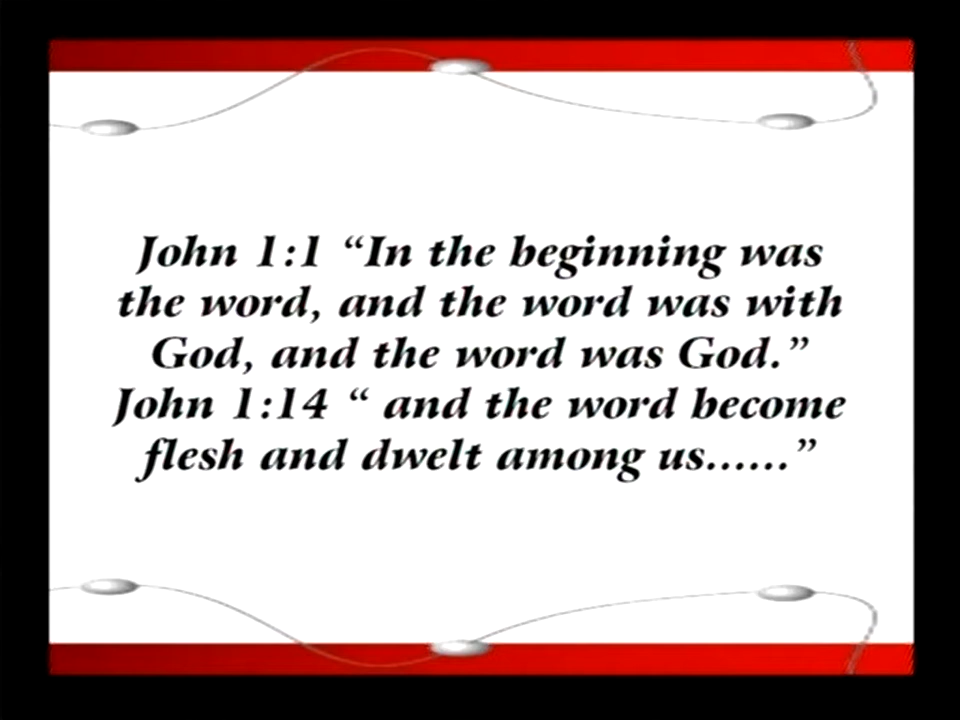 John 1:1 “In the beginning was
the word, and the word was with
God, and the word was God.”
John 1:14 “ and the word become
flesh and dwelt among us......”